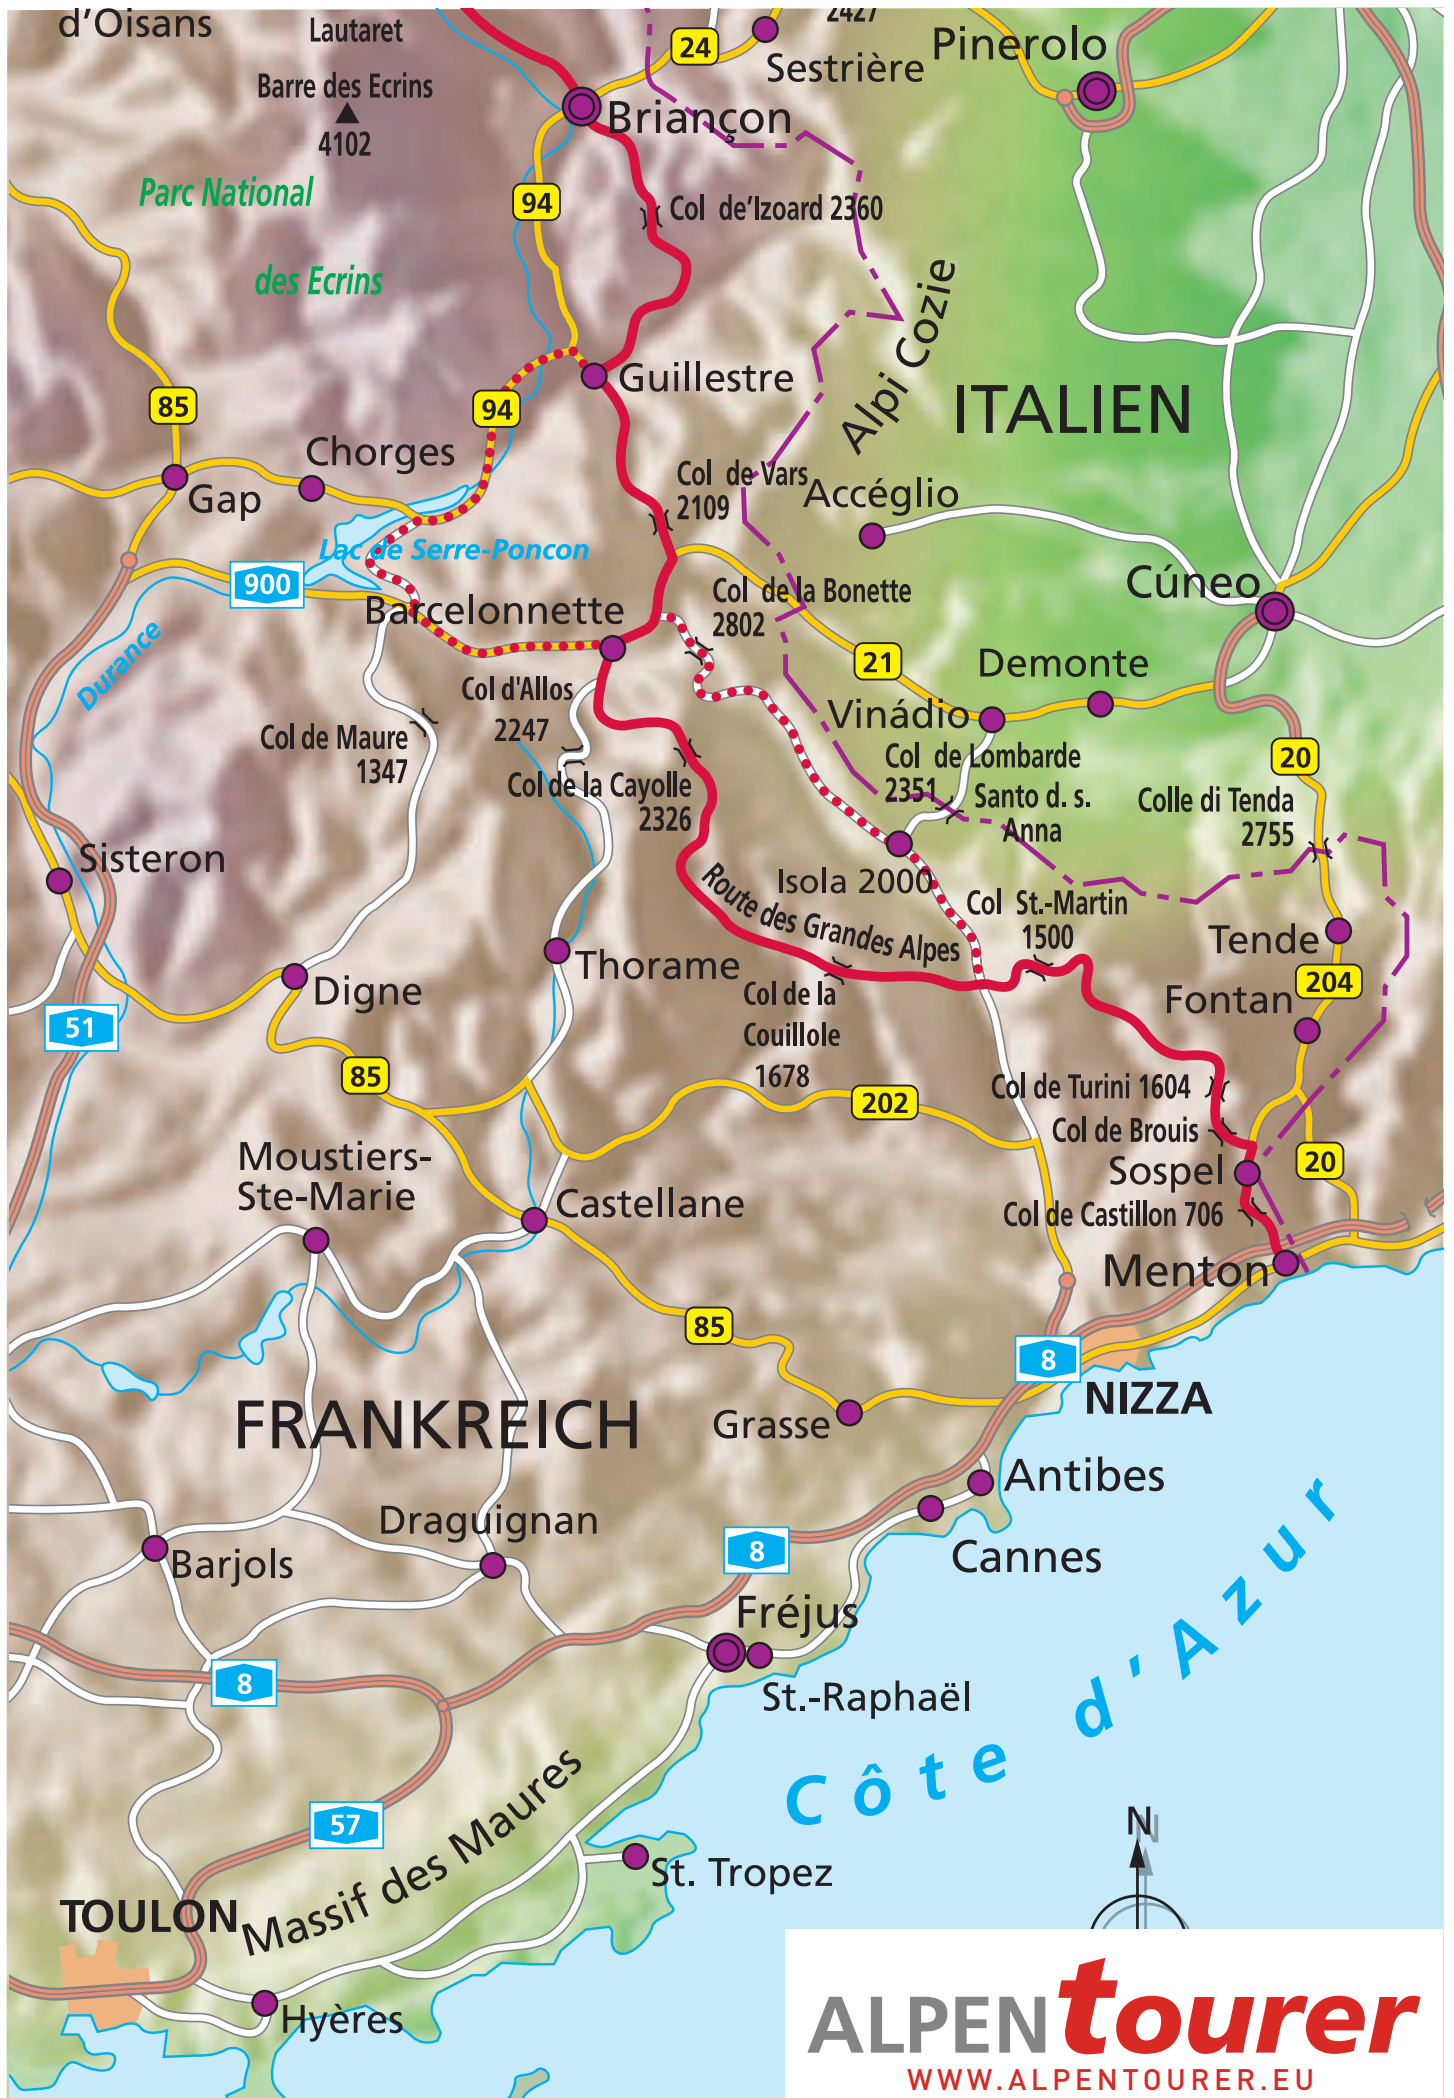 d'Oisans
Lautaret
2427
24
Sestrière
Pinerolo
Barre des Ecrins
4102
Briançon
Parc National
des Ecrins
94
Col de'Izoard 2360
Alpi Cozie
Guillestre
ITALIEN
85
94
Chorges
Gap
Col de Vars
2109
Accéglio
Lac de Serre-Poncon
900
Barcelonnette
Col de la Bonette
2802
Cúneo
Durance
21
Demonte
Col d'Allos
2247
Vinádio
Col de Maure
1347
Col de la Cayolle
2326
Col de Lombarde
2351
Santo d. s.
Anna
20
Colle di Tenda
2755
Sisteron
Isola 2000
Route des Grandes Alpes
Col St.-Martin
1500
Tende
Thorame
Digne
Col de la
Couillole
1678
204
Fontan
51
85
202
Col de Turini 1604
Col de Brouis
Sospel
20
Moustiers-
Ste-Marie
Castellane
Col de Castillon 706
Menton
85
8
NIZZA
FRANKREICH
Grasse
Antibes
Draguignan
8
Cannes
Barjols
Fréjus
8
St.-Raphaël
Côte d'Azur
57
Massif des Maures
N
St. Tropez
TOULON
Hyères
ALPENtourer
WWW.ALPENTOURER.EU